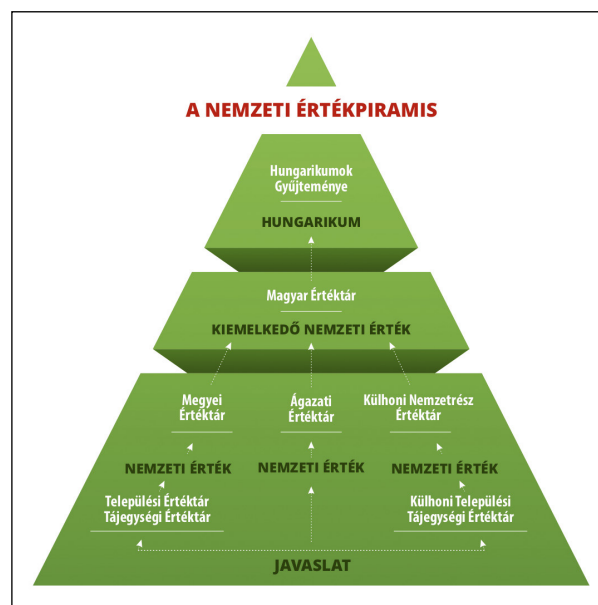 A NEMZETI ÉRTÉKPIRAMIS
Hungarikumok
Gyűjteménye
HUNGARIKUM
Magyar Értéktár
KIEMELKEDŐ NEMZETI ÉRTÉK
Megyei
Értéktár
Ágazati
Értéktár
Külhoni Nemzetrész
Értéktár
NEMZETI ÉRTÉK
NEMZETI ÉRTÉK
NEMZETI ÉRTÉK
Települési Értéktár
Tájegységi Értéktár
Külhoni Települési
Tájegységi Értéktár
JAVASLAT